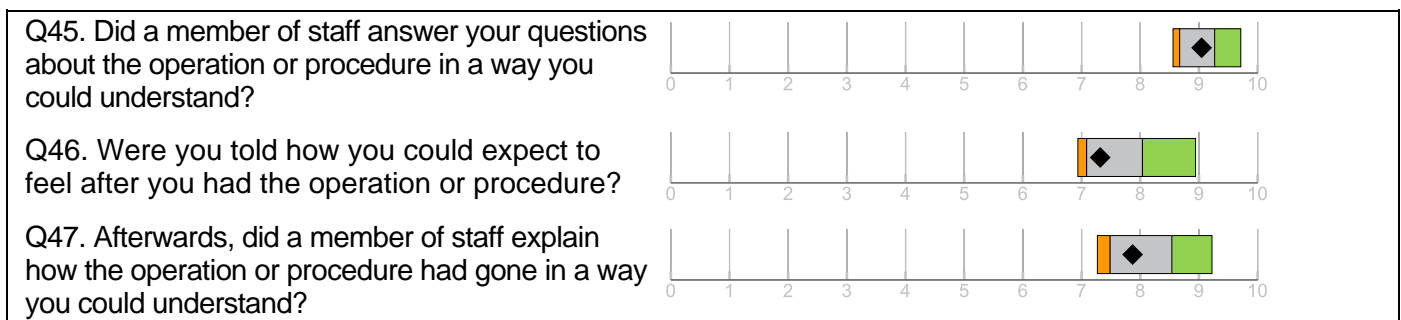 Q45. Did a member of staff answer your questions
about the operation or procedure in a way you
could understand?
0 1 2 3 4 5 6 7 8 9 10
Q46. Were you told how you could expect to
feel after you had the operation or procedure?
0 1 2 3 4 5 6 7 8 9 10
Q47. Afterwards, did a member of staff explain
how the operation or procedure had gone in a way
you could understand?
0 1 2 3 4 5 6 7 8 9 10